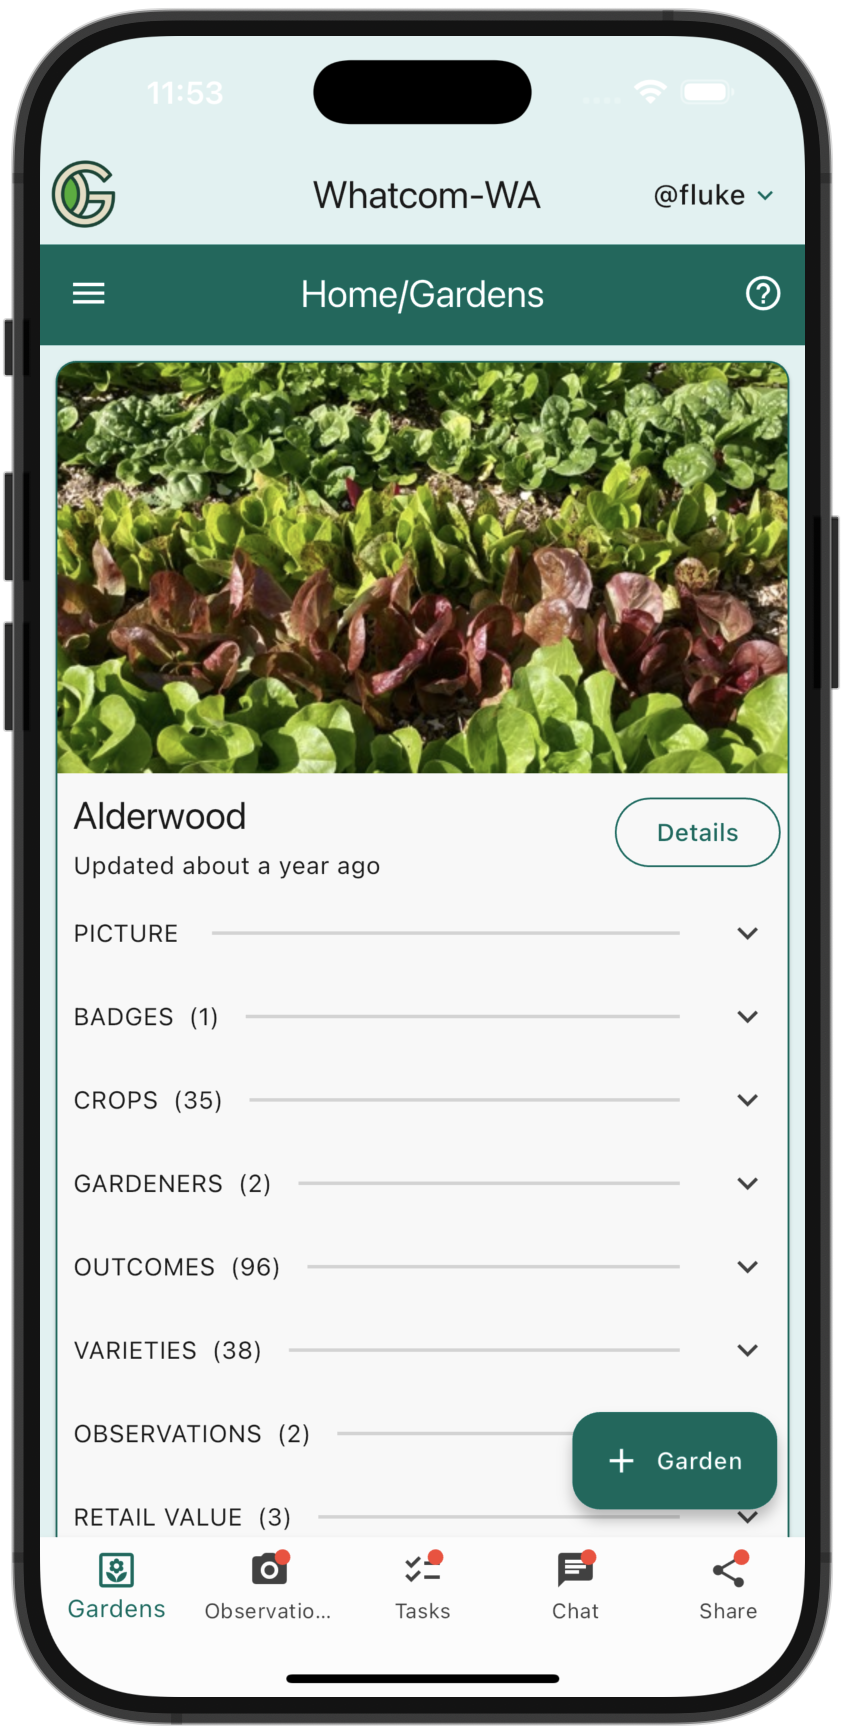 11:53
Whatcom-WA
@fluke
Home/Gardens
Alderwood
Details
Updated about a year ago
PICTURE
BADGES (1)
CROPS (35)
GARDENERS (2)
OUTCOMES (96)
VARIETIES (38)
OBSERVATIONS (2)
+ Garden
RETAIL VALUE (3)
Gardens
Observatio...
Tasks
Chat
Share